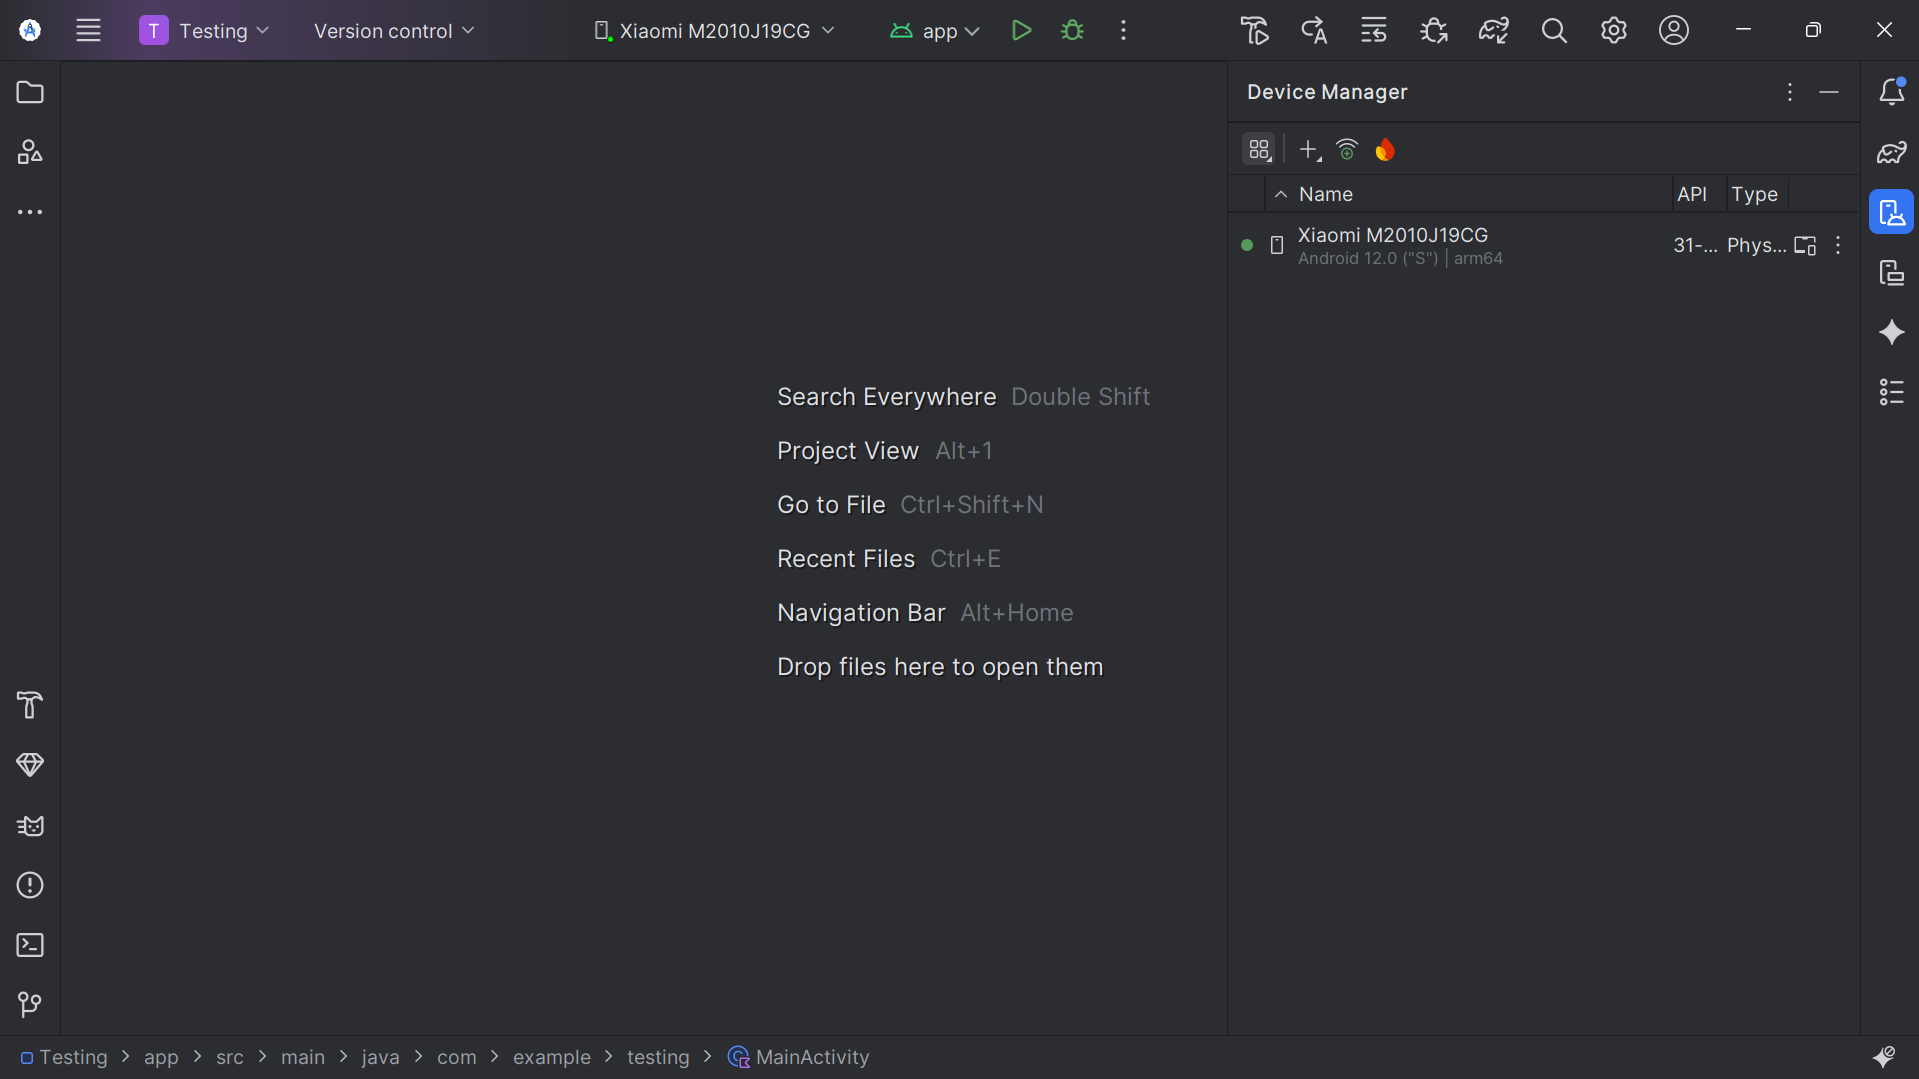 T Testing Version control Xiaomi M2010J19CG app
Device Manager
Name API Type
Xiaomi M2010J19CG 31-... Phys...
Android 12.0 ("S") | arm64
Search Everywhere Double Shift
Project View Alt+1
Go to File Ctrl+Shift+N
Recent Files Ctrl+E
Navigation Bar Alt+Home
Drop files here to open them
Testing > app > src > main > java > com > example > testing > MainActivity